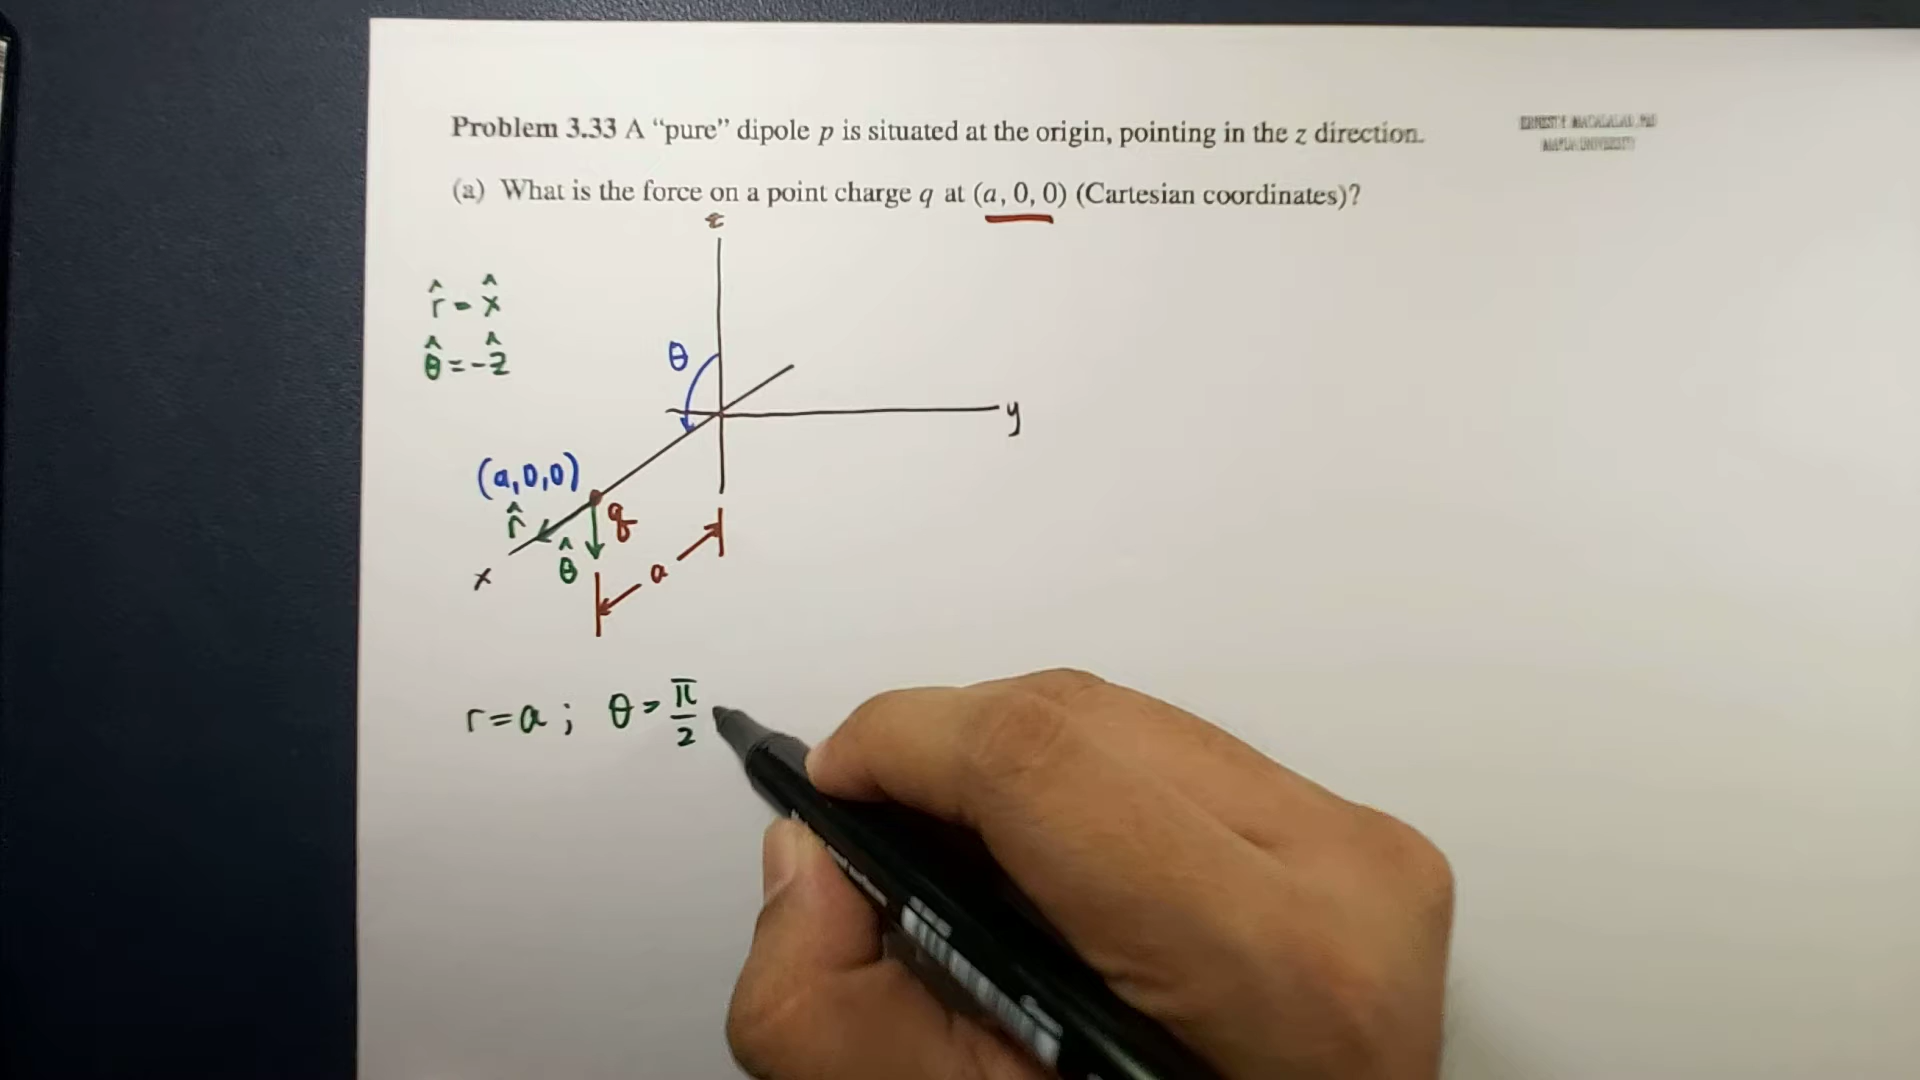 Problem 3.33 A “pure” dipole p is situated at the origin, pointing in the z direction.
(a) What is the force on a point charge q at (a, 0, 0) (Cartesian coordinates)?
z
r̂ = x̂
θ̂ = -ẑ
θ
y
(a,0,0)
r̂
q
θ̂
a
x
r = a ; θ = π/2